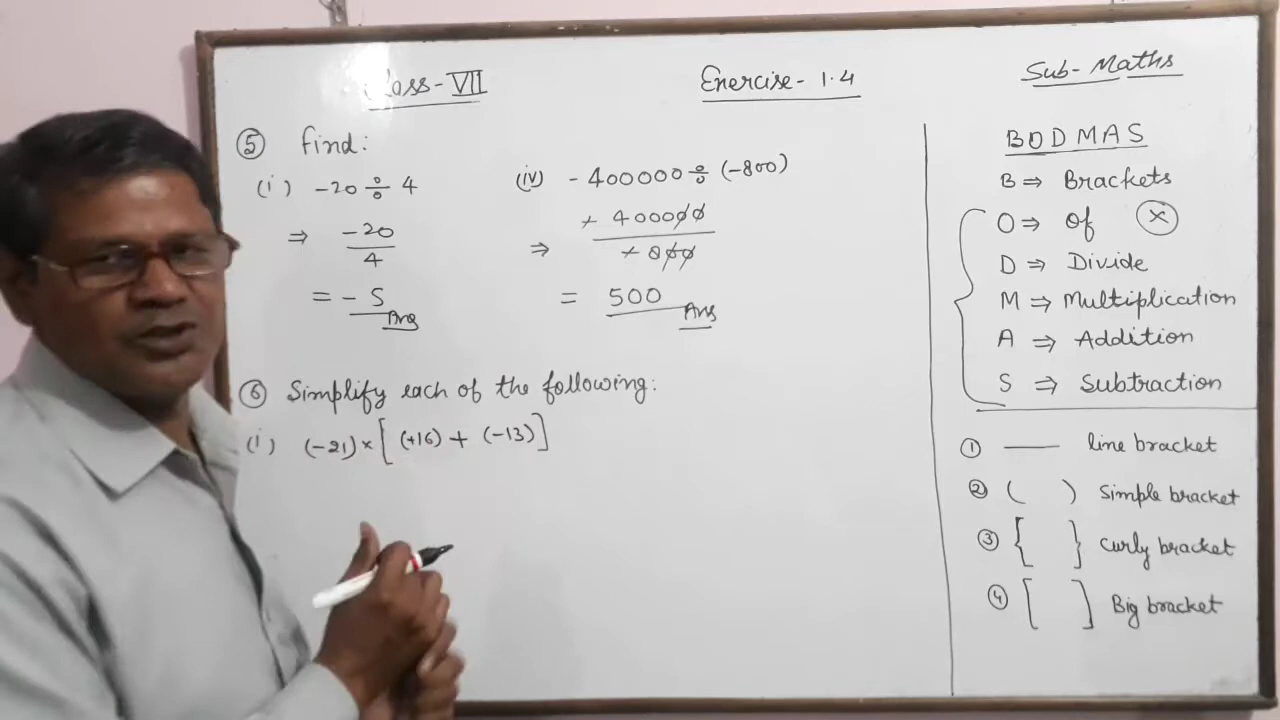 Class-VII
Exercise-1.4
Sub-Maths
⑤ Find:
(i) -20 ÷ 4
⇒ -20
4
= -5
Ans
(iv) -400000 ÷ (-800)
+ 400000
⇒
+ 800
= 500
Ans
⑥ Simplify each of the following:
(i) (-21) × [(+16) + (-13)]
BODMAS
B ⇒ Brackets
O ⇒ of ×
D ⇒ Divide
M ⇒ Multiplication
A ⇒ Addition
S ⇒ Subtraction
① — line bracket
② ( ) Simple bracket
③ { } Curly bracket
④ [ ] Big bracket